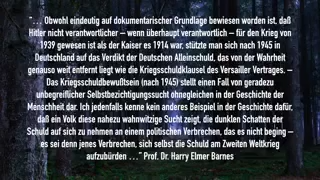 "… Obwohl eindeutig auf dokumentarischer Grundlage bewiesen worden ist, daß
Hitler nicht verantwortlicher – wenn überhaupt verantwortlich – für den Krieg von
1939 gewesen ist als der Kaiser es 1914 war, stützte man sich nach 1945 in
Deutschland auf das Verdikt der Deutschen Alleinschuld, das von der Wahrheit
genauso weit entfernt liegt wie die Kriegsschuldklausel des Versailler Vertrages. –
Das Kriegsschuldbewußtsein (nach 1945) stellt einen Fall von geradezu
unbegreiflicher Selbstbezichtigungssucht ohnegleichen in der Geschichte der
Menschheit dar. Ich jedenfalls kenne kein anderes Beispiel in der Geschichte dafür,
daß ein Volk diese nahezu wahnwitzige Sucht zeigt, die dunklen Schatten der
Schuld auf sich zu nehmen an einem politischen Verbrechen, das es nicht beging –
es sei denn jenes Verbrechen, sich selbst die Schuld am Zweiten Weltkrieg
aufzubürden …" Prof. Dr. Harry Elmer Barnes